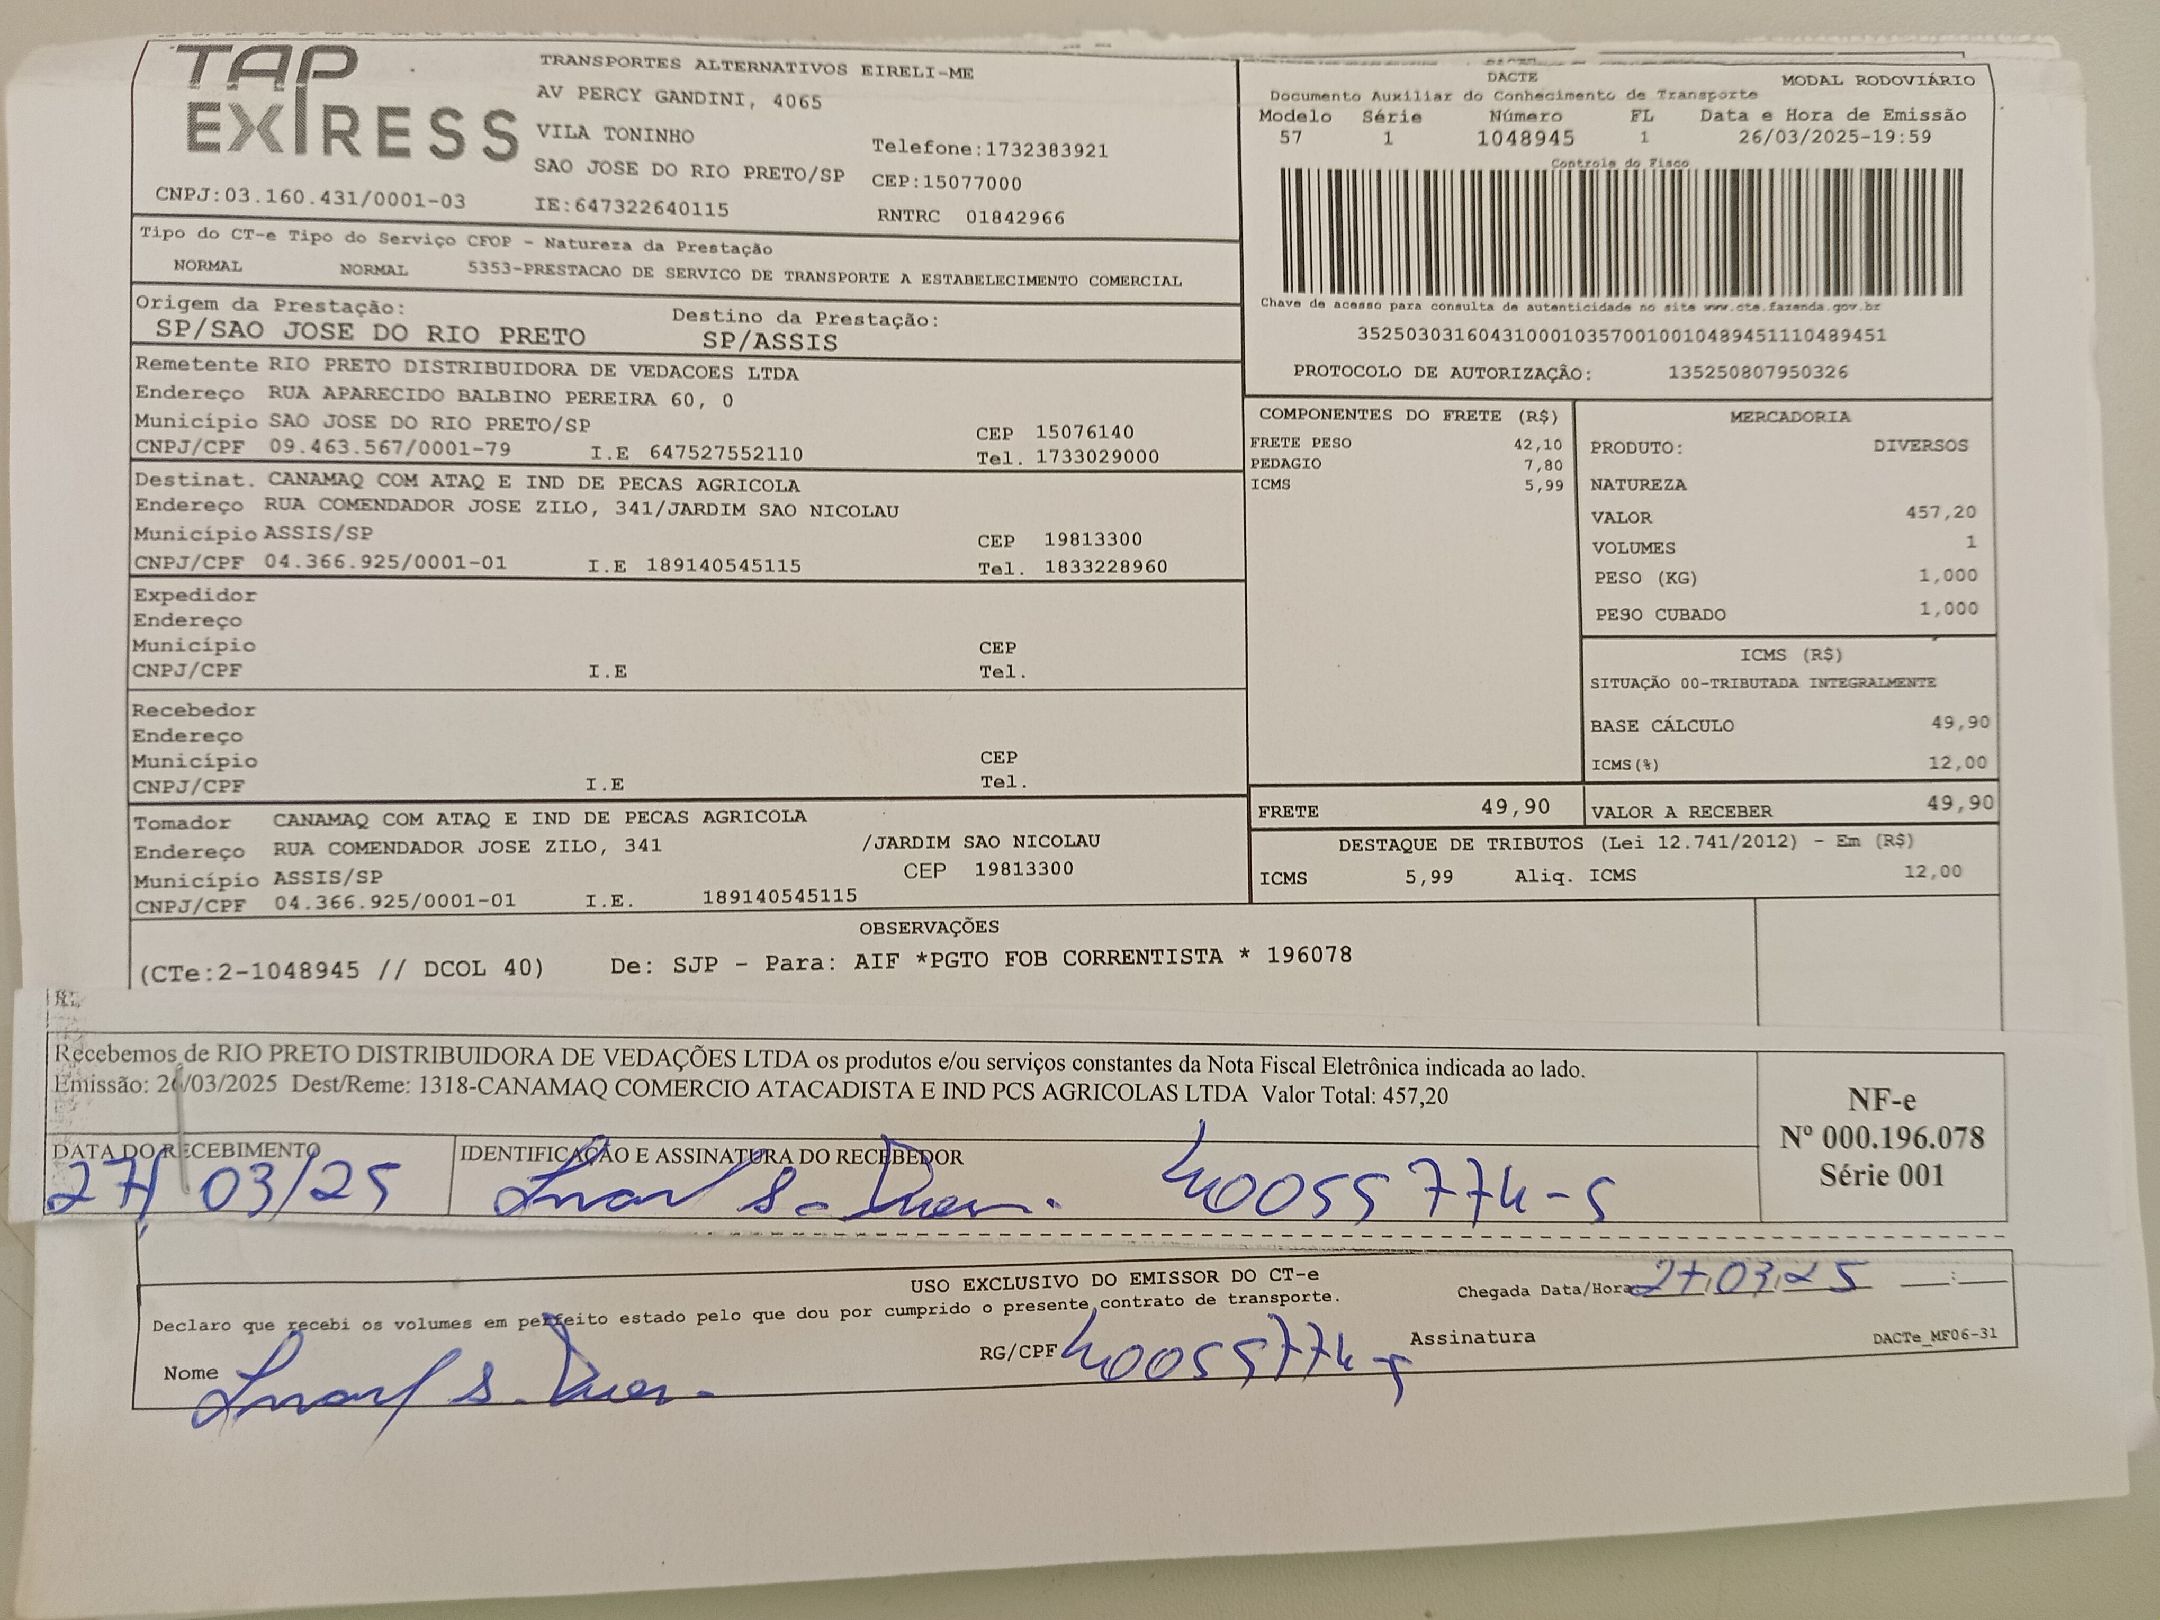 TAP EXPRESS
TRANSPORTES ALTERNATIVOS EIRELI-ME
AV PERCY GANDINI, 4065
VILA TONINHO
Telefone:1732383921
SAO JOSE DO RIO PRETO/SP CEP:15077000
CNPJ:03.160.431/0001-03 IE:647322640115 RNTRC 01842966
DACTE MODAL RODOVIÁRIO
Documento Auxiliar do Conhecimento de Transporte
Modelo Série Número FL Data e Hora de Emissão
57 1 1048945 1 26/03/2025-19:59
Controle do Fisco
Chave de acesso para consulta de autenticidade no site www.cte.fazenda.gov.br
35250303160431000103570010010489451110489451
PROTOCOLO DE AUTORIZAÇÃO: 135250807950326
Tipo do CT-e Tipo do Serviço CFOP - Natureza da Prestação
NORMAL NORMAL 5353-PRESTACAO DE SERVICO DE TRANSPORTE A ESTABELECIMENTO COMERCIAL
Origem da Prestação: Destino da Prestação:
SP/SAO JOSE DO RIO PRETO SP/ASSIS
Remetente RIO PRETO DISTRIBUIDORA DE VEDACOES LTDA
Endereço RUA APARECIDO BALBINO PEREIRA 60, 0
Município SAO JOSE DO RIO PRETO/SP CEP 15076140
CNPJ/CPF 09.463.567/0001-79 I.E 647527552110 Tel. 1733029000
Destinat. CANAMAQ COM ATAQ E IND DE PECAS AGRICOLA
Endereço RUA COMENDADOR JOSE ZILO, 341/JARDIM SAO NICOLAU
Município ASSIS/SP CEP 19813300
CNPJ/CPF 04.366.925/0001-01 I.E 189140545115 Tel. 1833228960
Expedidor
Endereço
Município CEP
CNPJ/CPF I.E Tel.
Recebedor
Endereço
Município CEP
CNPJ/CPF I.E Tel.
Tomador CANAMAQ COM ATAQ E IND DE PECAS AGRICOLA
Endereço RUA COMENDADOR JOSE ZILO, 341 /JARDIM SAO NICOLAU
Município ASSIS/SP CEP 19813300
CNPJ/CPF 04.366.925/0001-01 I.E. 189140545115
COMPONENTES DO FRETE (R$)
FRETE PESO 42,10
PEDAGIO 7,80
ICMS 5,99
MERCADORIA
PRODUTO: DIVERSOS
NATUREZA
VALOR 457,20
VOLUMES 1
PESO (KG) 1,000
PESO CUBADO 1,000
ICMS (R$)
SITUAÇÃO 00-TRIBUTADA INTEGRALMENTE
BASE CÁLCULO 49,90
ICMS(%) 12,00
FRETE 49,90 VALOR A RECEBER 49,90
DESTAQUE DE TRIBUTOS (Lei 12.741/2012) - Em (R$)
ICMS 5,99 Aliq. ICMS 12,00
OBSERVAÇÕES
(CTe:2-1048945 // DCOL 40) De: SJP - Para: AIF *PGTO FOB CORRENTISTA * 196078
Recebemos de RIO PRETO DISTRIBUIDORA DE VEDAÇÕES LTDA os produtos e/ou serviços constantes da Nota Fiscal Eletrônica indicada ao lado.
Emissão: 26/03/2025 Dest/Reme: 1318-CANAMAQ COMERCIO ATACADISTA E IND PCS AGRICOLAS LTDA Valor Total: 457,20
DATA DO RECEBIMENTO IDENTIFICAÇÃO E ASSINATURA DO RECEBEDOR
27/03/25 40055774-5
NF-e
Nº 000.196.078
Série 001
USO EXCLUSIVO DO EMISSOR DO CT-e
Chegada Data/Hora 27.03.25 __:__
Declaro que recebi os volumes em perfeito estado pelo que dou por cumprido o presente contrato de transporte.
Nome RG/CPF 40055774-5 Assinatura DACTe_MF06-31